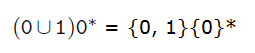 (0∪1)0* = {0, 1}{0}*